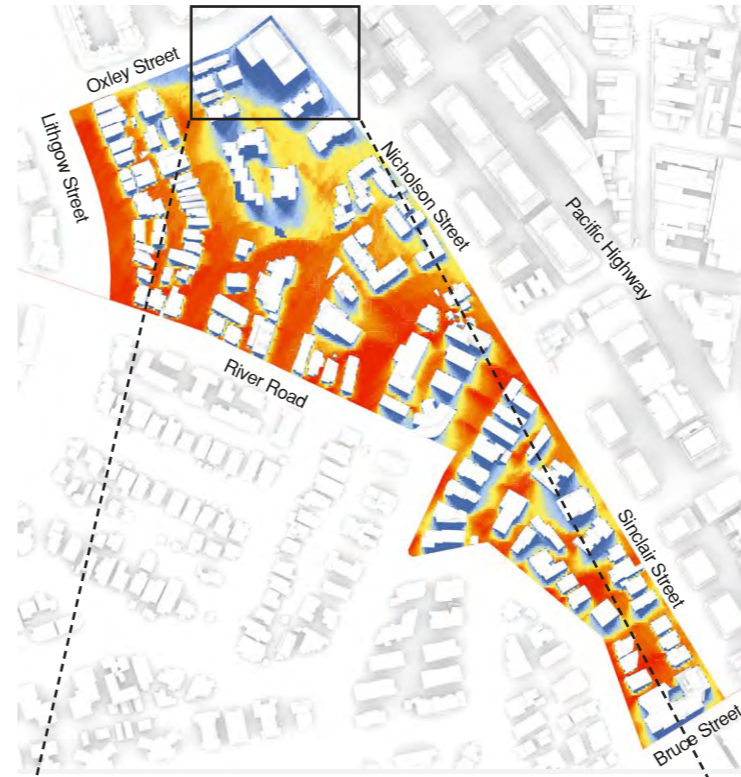 Oxley Street
Lithgow Street
Nicholson Street
Pacific Highway
River Road
Sinclair Street
Bruce Street